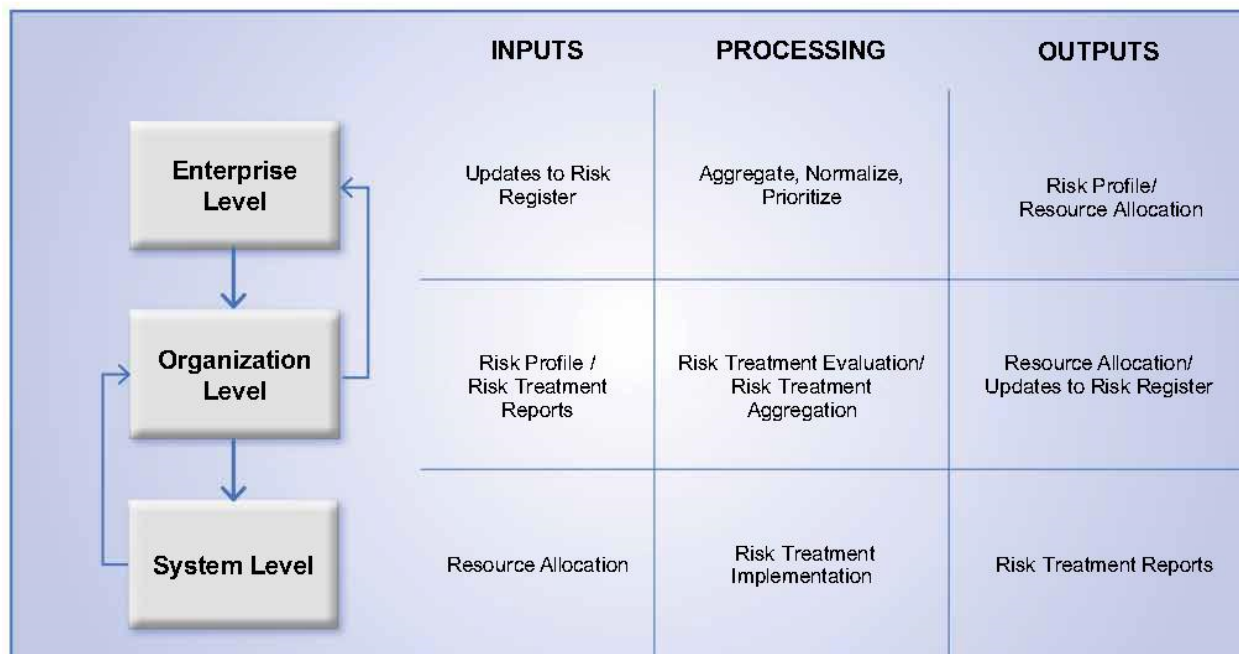 INPUTS
PROCESSING
OUTPUTS
Enterprise
Level
Updates to Risk
Register
Aggregate, Normalize,
Prioritize
Risk Profile/
Resource Allocation
Organization
Level
Risk Profile /
Risk Treatment
Reports
Risk Treatment Evaluation/
Risk Treatment
Aggregation
Resource Allocation/
Updates to Risk Register
System Level
Resource Allocation
Risk Treatment
Implementation
Risk Treatment Reports